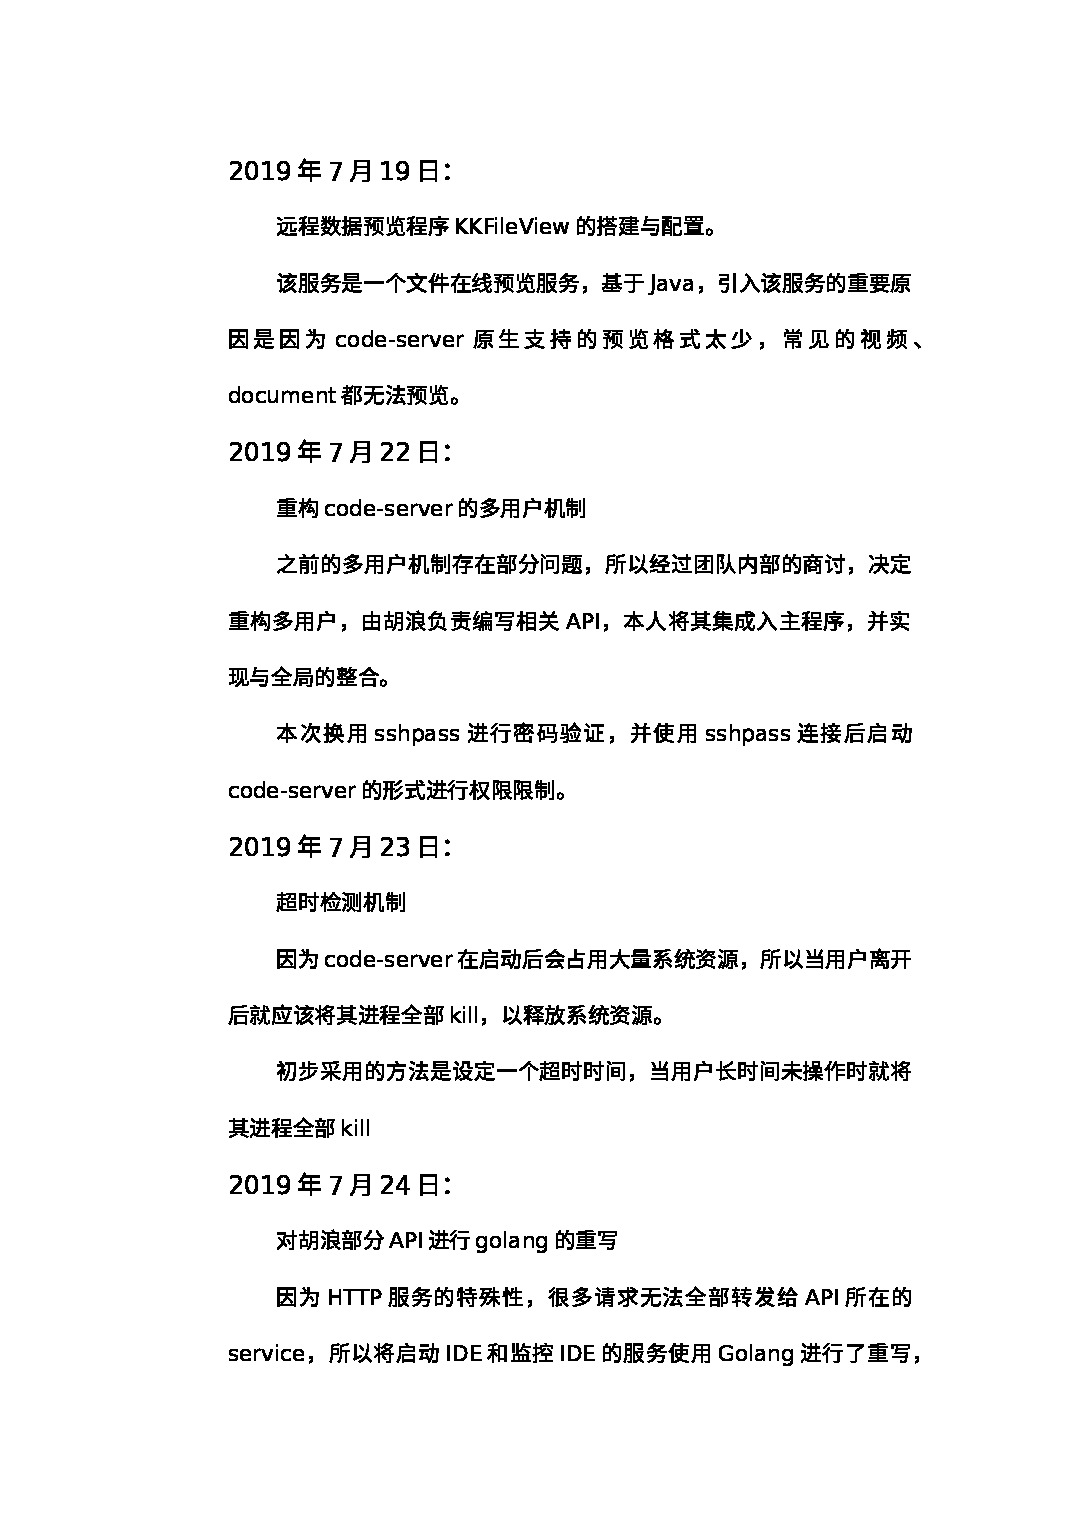 2019 年 7 月 19 日：
远程数据预览程序 KKFileView 的搭建与配置。
该服务是一个文件在线预览服务，基于 Java，引入该服务的重要原
因是因为 code-server 原生支持的预览格式太少，常见的视频、
document 都无法预览。
2019 年 7 月 22 日：
重构 code-server 的多用户机制
之前的多用户机制存在部分问题，所以经过团队内部的商讨，决定
重构多用户，由胡浪负责编写相关 API，本人将其集成入主程序，并实
现与全局的整合。
本次换用 sshpass 进行密码验证，并使用 sshpass 连接后启动
code-server 的形式进行权限限制。
2019 年 7 月 23 日：
超时检测机制
因为 code-server 在启动后会占用大量系统资源，所以当用户离开
后就应该将其进程全部 kill，以释放系统资源。
初步采用的方法是设定一个超时时间，当用户长时间未操作时就将
其进程全部 kill
2019 年 7 月 24 日：
对胡浪部分 API 进行 golang 的重写
因为 HTTP 服务的特殊性，很多请求无法全部转发给 API 所在的
service，所以将启动 IDE 和监控 IDE 的服务使用 Golang 进行了重写，